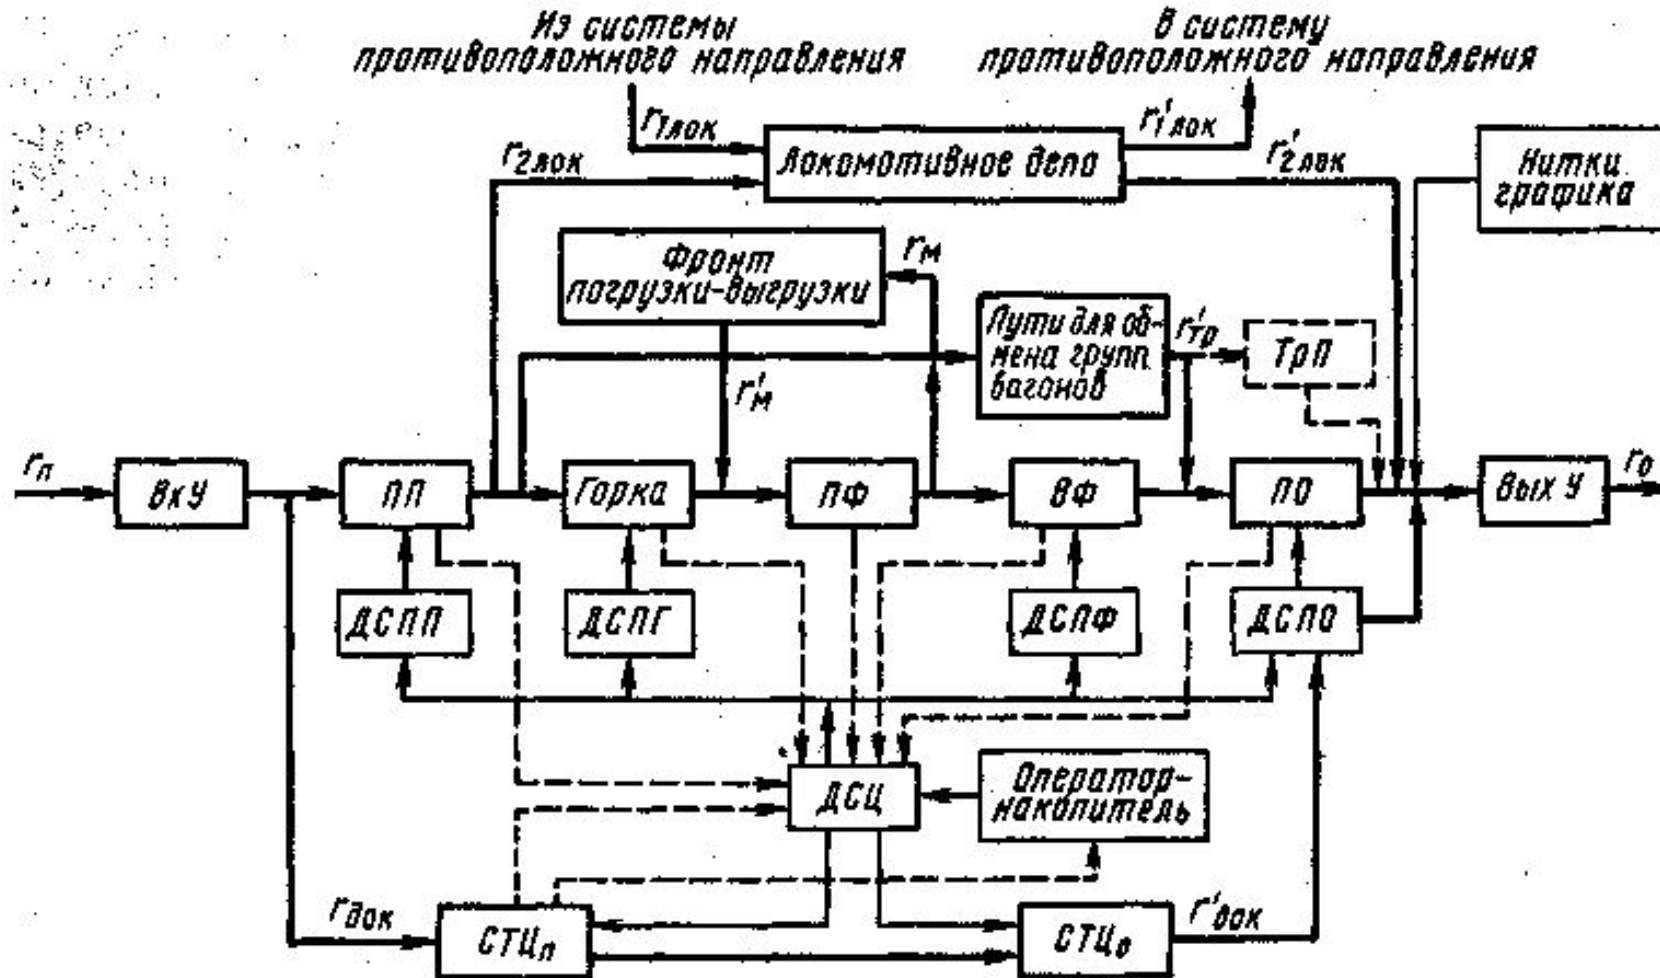 Из системы
противоположного направления
В систему
противоположного направления
r1лок
r'1лок
r2лок
r'2лок
Локомотивное депо
Нитки
графика
Фронт
погрузки-выгрузки
rм
Пути для об-
мена групп
вагонов
r'тр
ТрП
r'м
rп
ВхУ
ПП
Горка
ПФ
ВФ
ПО
Вых У
rо
ДСПП
ДСПГ
ДСПФ
ДСПО
ДСЦ
Оператор-
накопитель
rдок
СТЦп
СТЦо
r'док